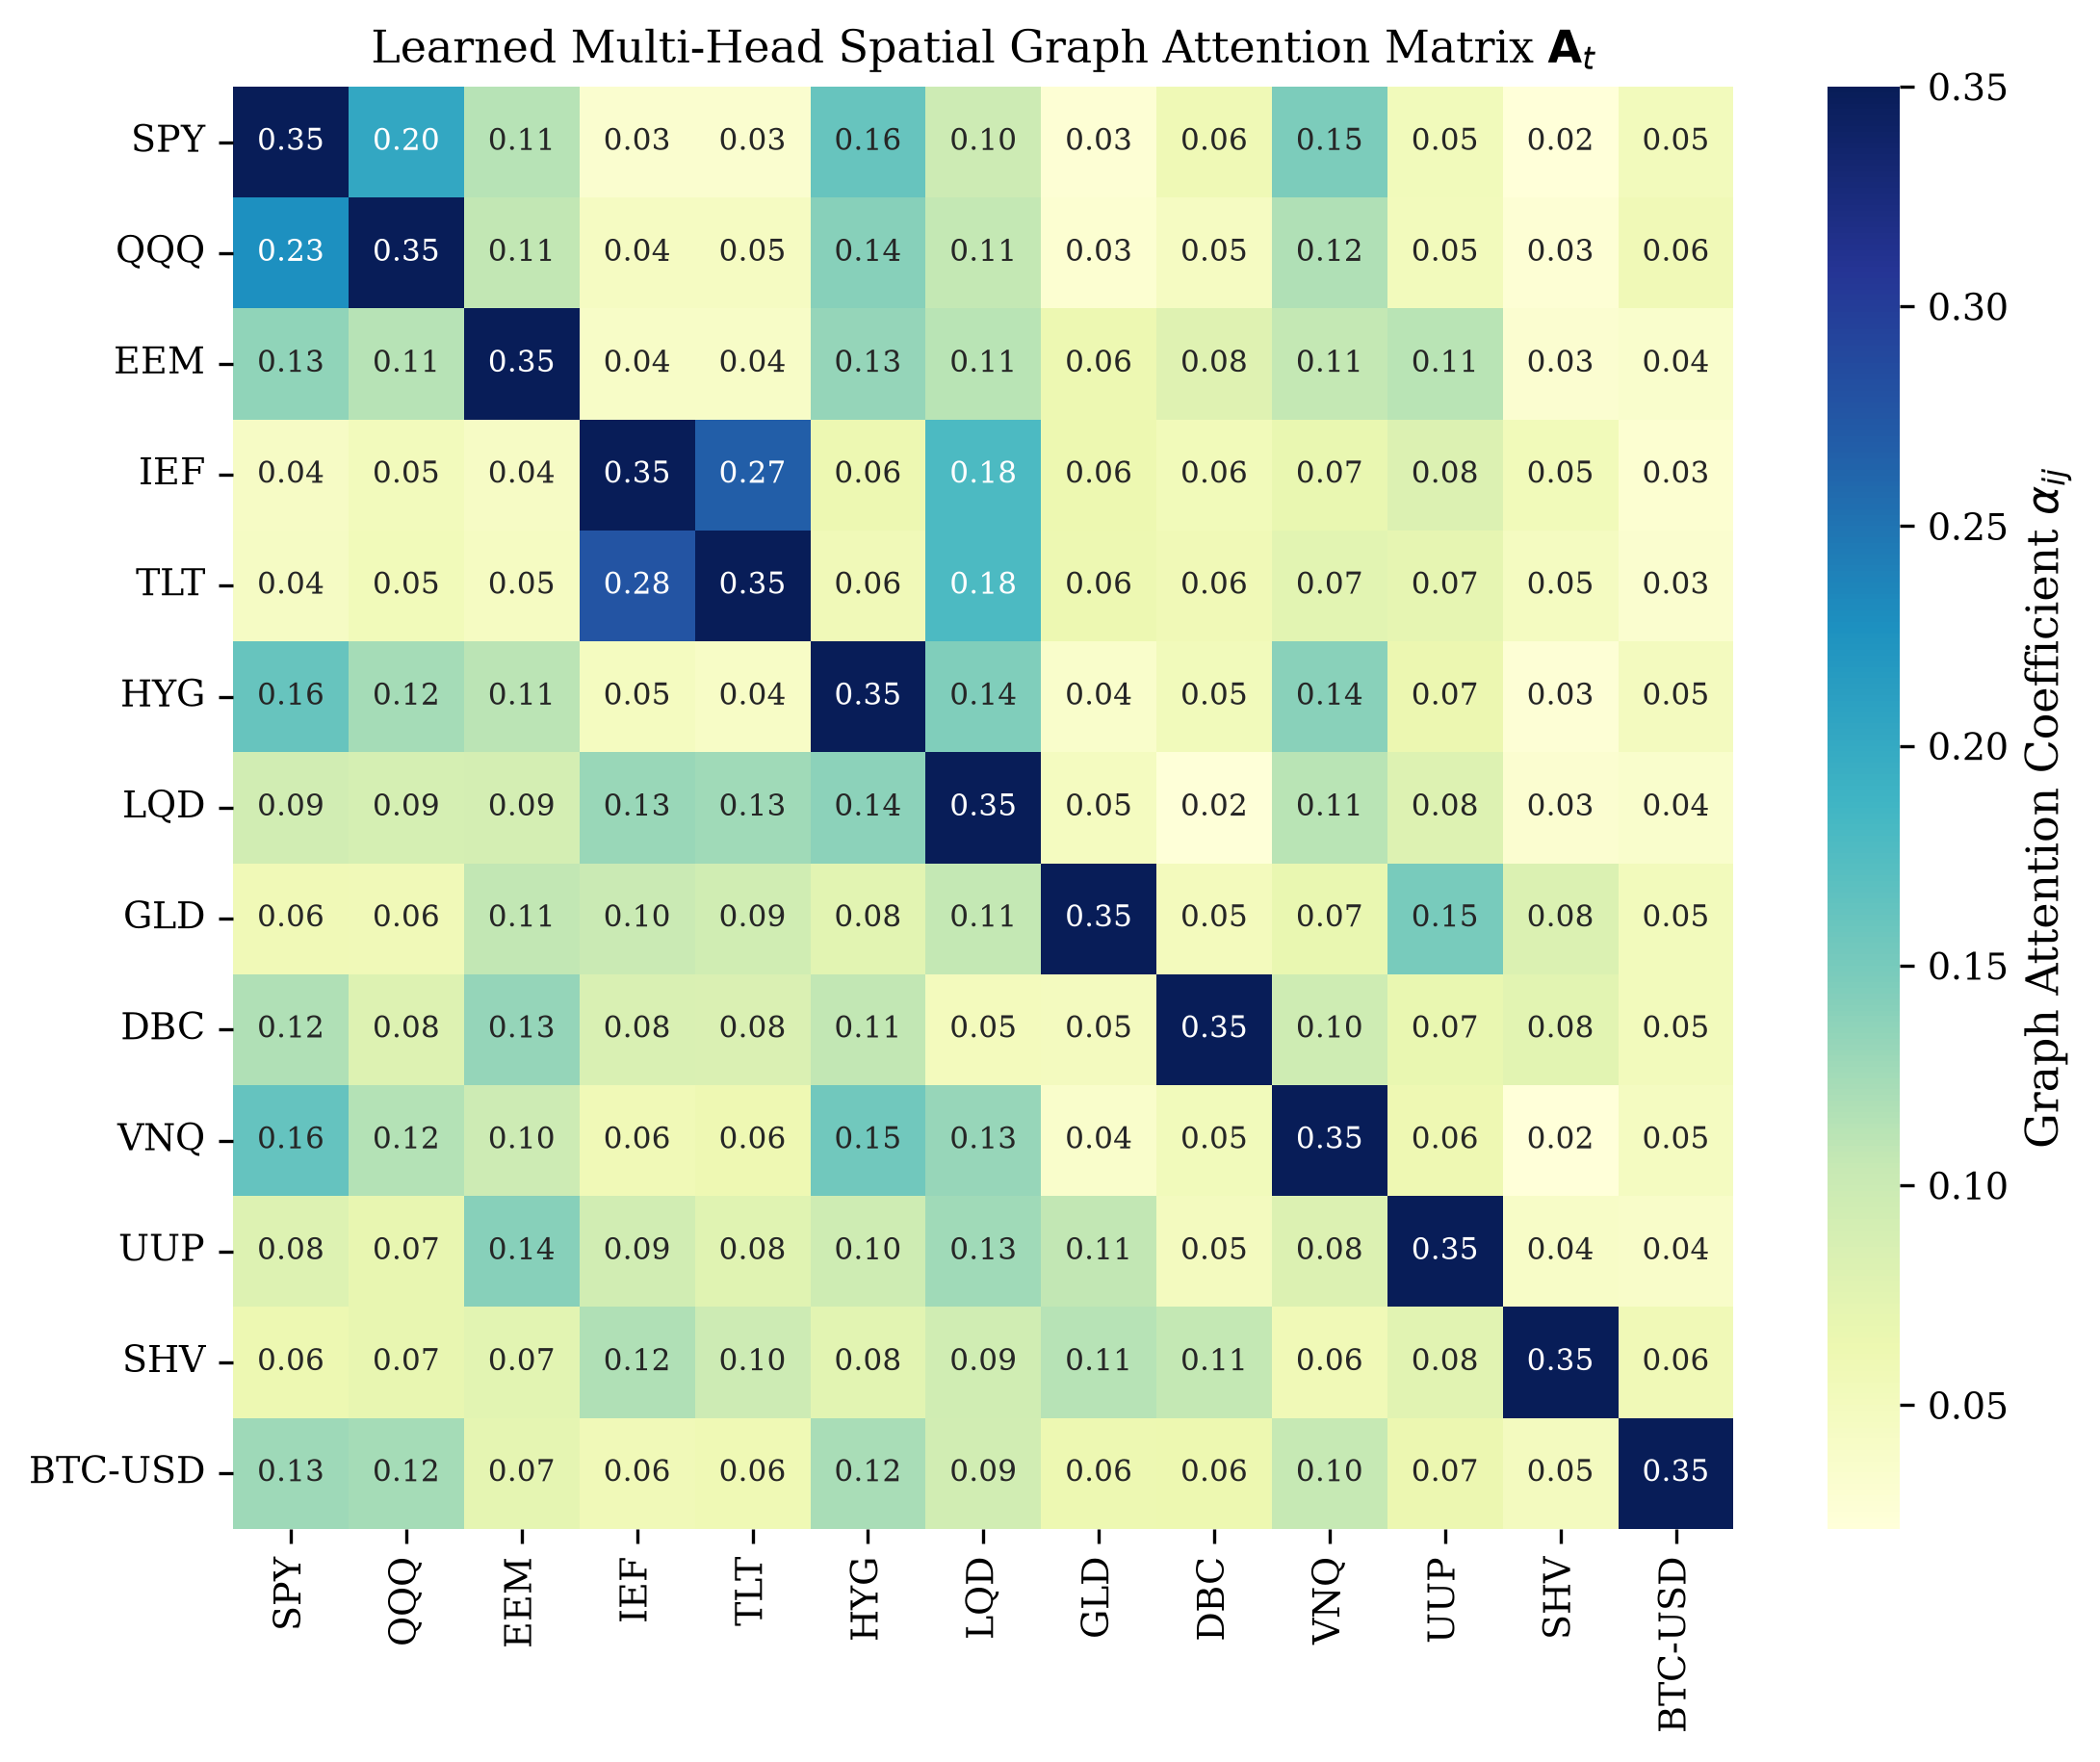 Learned Multi-Head Spatial Graph Attention Matrix A_t
SPY 0.35 0.20 0.11 0.03 0.03 0.16 0.10 0.03 0.06 0.15 0.05 0.02 0.05
QQQ 0.23 0.35 0.11 0.04 0.05 0.14 0.11 0.03 0.05 0.12 0.05 0.03 0.06
EEM 0.13 0.11 0.35 0.04 0.04 0.13 0.11 0.06 0.08 0.11 0.11 0.03 0.04
IEF 0.04 0.05 0.04 0.35 0.27 0.06 0.18 0.06 0.06 0.07 0.08 0.05 0.03
TLT 0.04 0.05 0.05 0.28 0.35 0.06 0.18 0.06 0.06 0.07 0.07 0.05 0.03
HYG 0.16 0.12 0.11 0.05 0.04 0.35 0.14 0.04 0.05 0.14 0.07 0.03 0.05
LQD 0.09 0.09 0.09 0.13 0.13 0.14 0.35 0.05 0.02 0.11 0.08 0.03 0.04
GLD 0.06 0.06 0.11 0.10 0.09 0.08 0.11 0.35 0.05 0.07 0.15 0.08 0.05
DBC 0.12 0.08 0.13 0.08 0.08 0.11 0.05 0.05 0.35 0.10 0.07 0.08 0.05
VNQ 0.16 0.12 0.10 0.06 0.06 0.15 0.13 0.04 0.05 0.35 0.06 0.02 0.05
UUP 0.08 0.07 0.14 0.09 0.08 0.10 0.13 0.11 0.05 0.08 0.35 0.04 0.04
SHV 0.06 0.07 0.07 0.12 0.10 0.08 0.09 0.11 0.11 0.06 0.08 0.35 0.06
BTC-USD 0.13 0.12 0.07 0.06 0.06 0.12 0.09 0.06 0.06 0.10 0.07 0.05 0.35
SPY QQQ EEM IEF TLT HYG LQD GLD DBC VNQ UUP SHV BTC-USD
0.35
0.30
0.25
0.20
0.15
0.10
0.05
Graph Attention Coefficient α_ij